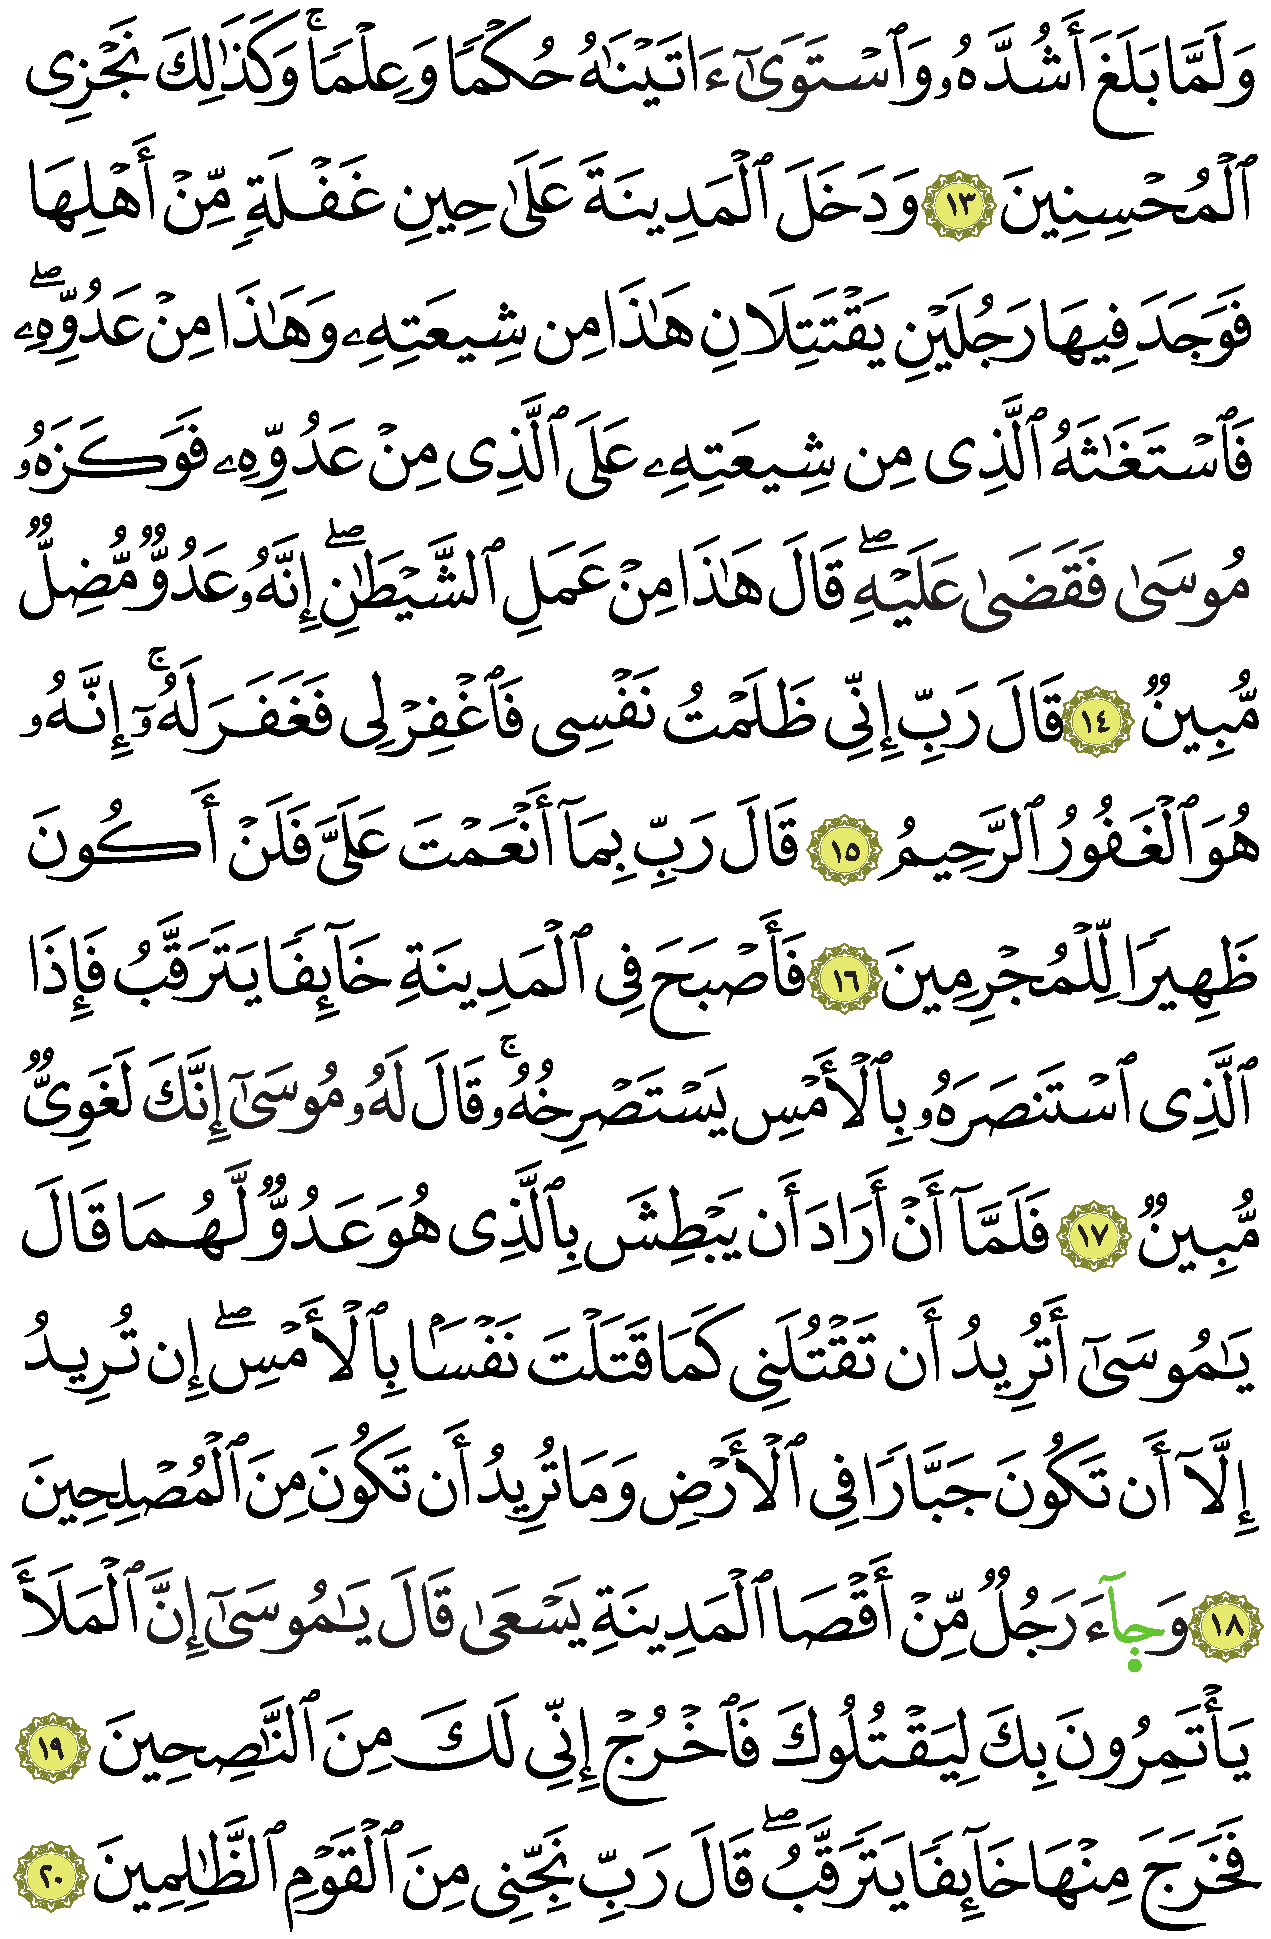 وَلَمَّا بَلَغَ أَشُدَّهُۥ وَٱسْتَوَىٰٓ ءَاتَيْنَٰهُ حُكْمًا وَعِلْمًا ۚ وَكَذَٰلِكَ نَجْزِى
ٱلْمُحْسِنِينَ ١٣ وَدَخَلَ ٱلْمَدِينَةَ عَلَىٰ حِينِ غَفْلَةٍ مِّنْ أَهْلِهَا
فَوَجَدَ فِيهَا رَجُلَيْنِ يَقْتَتِلَانِ هَٰذَا مِن شِيعَتِهِۦ وَهَٰذَا مِنْ عَدُوِّهِۦ ۖ
فَٱسْتَغَٰثَهُ ٱلَّذِى مِن شِيعَتِهِۦ عَلَى ٱلَّذِى مِنْ عَدُوِّهِۦ فَوَكَزَهُۥ
مُوسَىٰ فَقَضَىٰ عَلَيْهِ ۖ قَالَ هَٰذَا مِنْ عَمَلِ ٱلشَّيْطَٰنِ ۖ إِنَّهُۥ عَدُوٌّ مُّضِلٌّ
مُّبِينٌ ١٤ قَالَ رَبِّ إِنِّى ظَلَمْتُ نَفْسِى فَٱغْفِرْ لِى فَغَفَرَ لَهُۥٓ ۚ إِنَّهُۥ
هُوَ ٱلْغَفُورُ ٱلرَّحِيمُ ١٥ قَالَ رَبِّ بِمَآ أَنْعَمْتَ عَلَىَّ فَلَنْ أَكُونَ
ظَهِيرًا لِّلْمُجْرِمِينَ ١٦ فَأَصْبَحَ فِى ٱلْمَدِينَةِ خَآئِفًا يَتَرَقَّبُ فَإِذَا
ٱلَّذِى ٱسْتَنصَرَهُۥ بِٱلْأَمْسِ يَسْتَصْرِخُهُۥ ۚ قَالَ لَهُۥ مُوسَىٰٓ إِنَّكَ لَغَوِىٌّ
مُّبِينٌ ١٧ فَلَمَّآ أَنْ أَرَادَ أَن يَبْطِشَ بِٱلَّذِى هُوَ عَدُوٌّ لَّهُمَا قَالَ
يَٰمُوسَىٰٓ أَتُرِيدُ أَن تَقْتُلَنِى كَمَا قَتَلْتَ نَفْسًۢا بِٱلْأَمْسِ ۖ إِن تُرِيدُ
إِلَّآ أَن تَكُونَ جَبَّارًا فِى ٱلْأَرْضِ وَمَا تُرِيدُ أَن تَكُونَ مِنَ ٱلْمُصْلِحِينَ
١٨ وَجَآءَ رَجُلٌ مِّنْ أَقْصَا ٱلْمَدِينَةِ يَسْعَىٰ قَالَ يَٰمُوسَىٰٓ إِنَّ ٱلْمَلَأَ
يَأْتَمِرُونَ بِكَ لِيَقْتُلُوكَ فَٱخْرُجْ إِنِّى لَكَ مِنَ ٱلنَّٰصِحِينَ ١٩
فَخَرَجَ مِنْهَا خَآئِفًا يَتَرَقَّبُ ۖ قَالَ رَبِّ نَجِّنِى مِنَ ٱلْقَوْمِ ٱلظَّٰلِمِينَ ٢٠